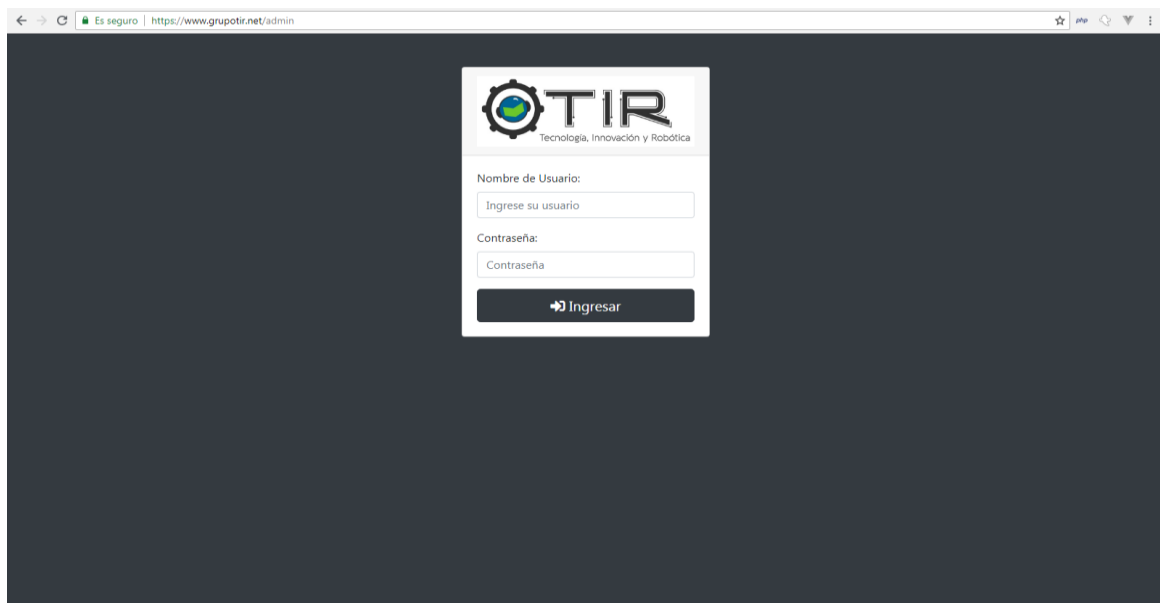 Es seguro | https://www.grupotir.net/admin
php
TIR
Tecnología, Innovación y Robótica
Nombre de Usuario:
Ingrese su usuario
Contraseña:
Contraseña
Ingresar